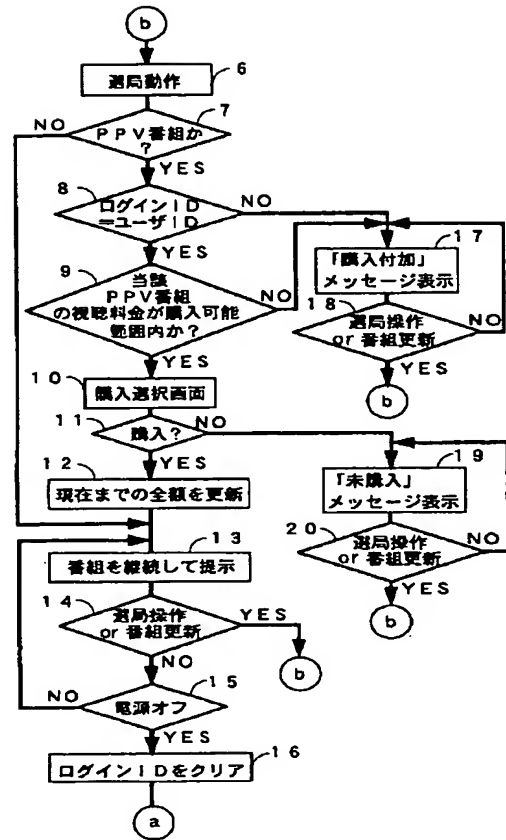 b
6
選局動作
7
NO
PPV番組か
?
YES
8
ログインID
=ユーザID
NO
YES
9
当該
PPV番組
の視聴料金が購入可能
範囲内か?
NO
YES
17
「購入付加」
メッセージ表示
18
選局操作
or 番組更新
NO
YES
b
10
購入選択画面
11
購入?
NO
YES
12
現在までの全額を更新
19
「未購入」
メッセージ表示
20
選局操作
or 番組更新
NO
YES
b
13
番組を継続して提示
14
選局操作
or 番組更新
YES
b
NO
15
NO
電源オフ
YES
16
ログインIDをクリア
a